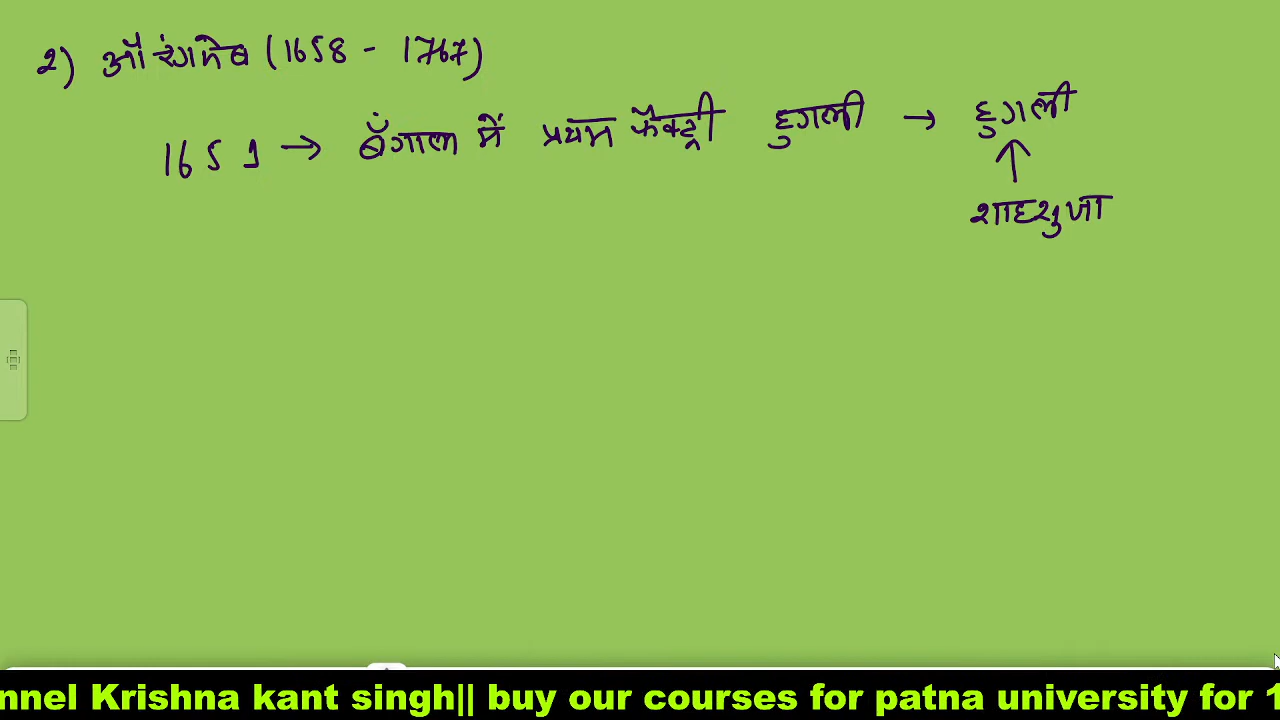 2) औरंगजेब (1658 - 1767)
1651 → बँगाल में प्रथम फैक्ट्री हुगली → हुगली
↑
शाहशुजा
nnel Krishna kant singh|| buy our courses for patna university for 1